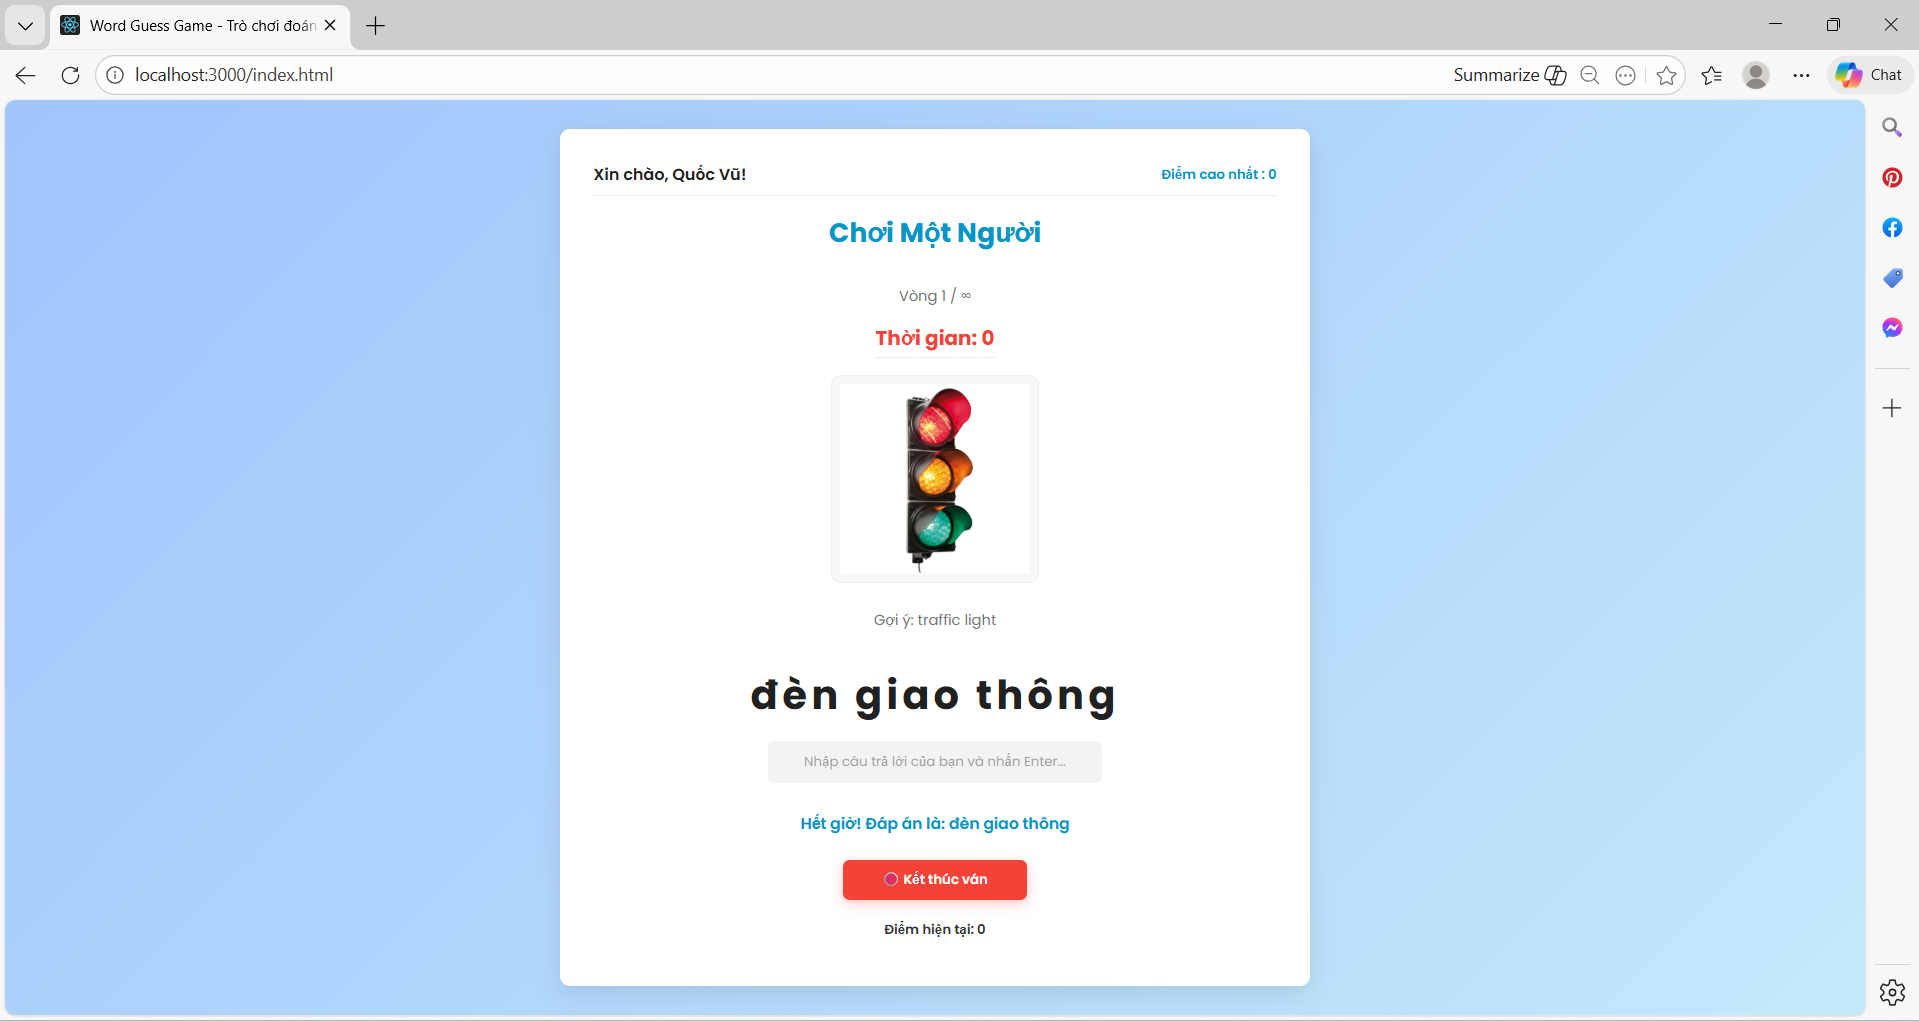 Word Guess Game - Trò chơi đoán
localhost:3000/index.html
Summarize
Chat
Xin chào, Quốc Vũ!
Điểm cao nhất : 0
Chơi Một Người
Vòng 1 / ∞
Thời gian: 0
Gợi ý: traffic light
đèn giao thông
Nhập câu trả lời của bạn và nhấn Enter...
Hết giờ! Đáp án là: đèn giao thông
Kết thúc ván
Điểm hiện tại: 0